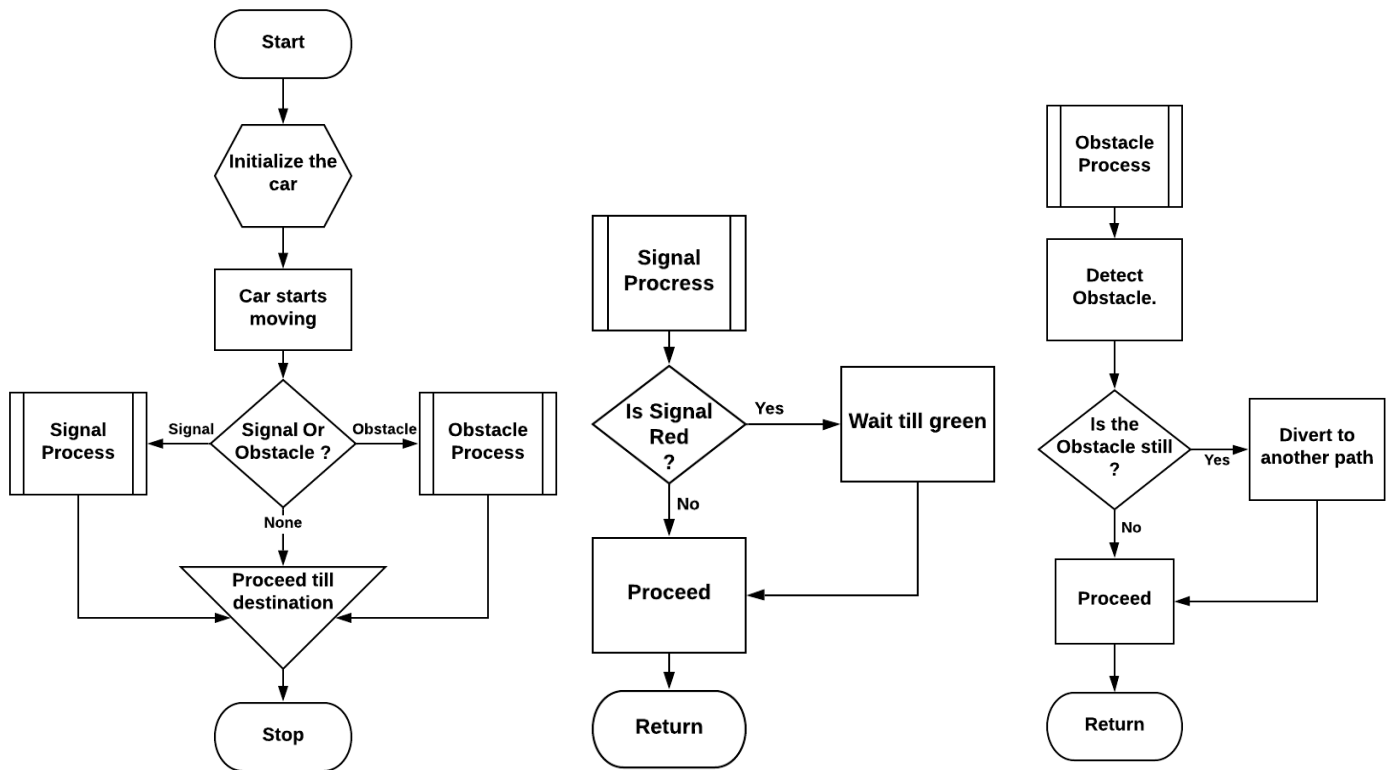 Start
Initialize the
car
Car starts
moving
Signal Or
Obstacle ?
Signal
Obstacle
Signal
Process
Obstacle
Process
None
Proceed till
destination
Stop
Signal
Procress
Is Signal
Red
?
Yes
Wait till green
No
Proceed
Return
Obstacle
Process
Detect
Obstacle.
Is the
Obstacle still
?
Yes
Divert to
another path
No
Proceed
Return